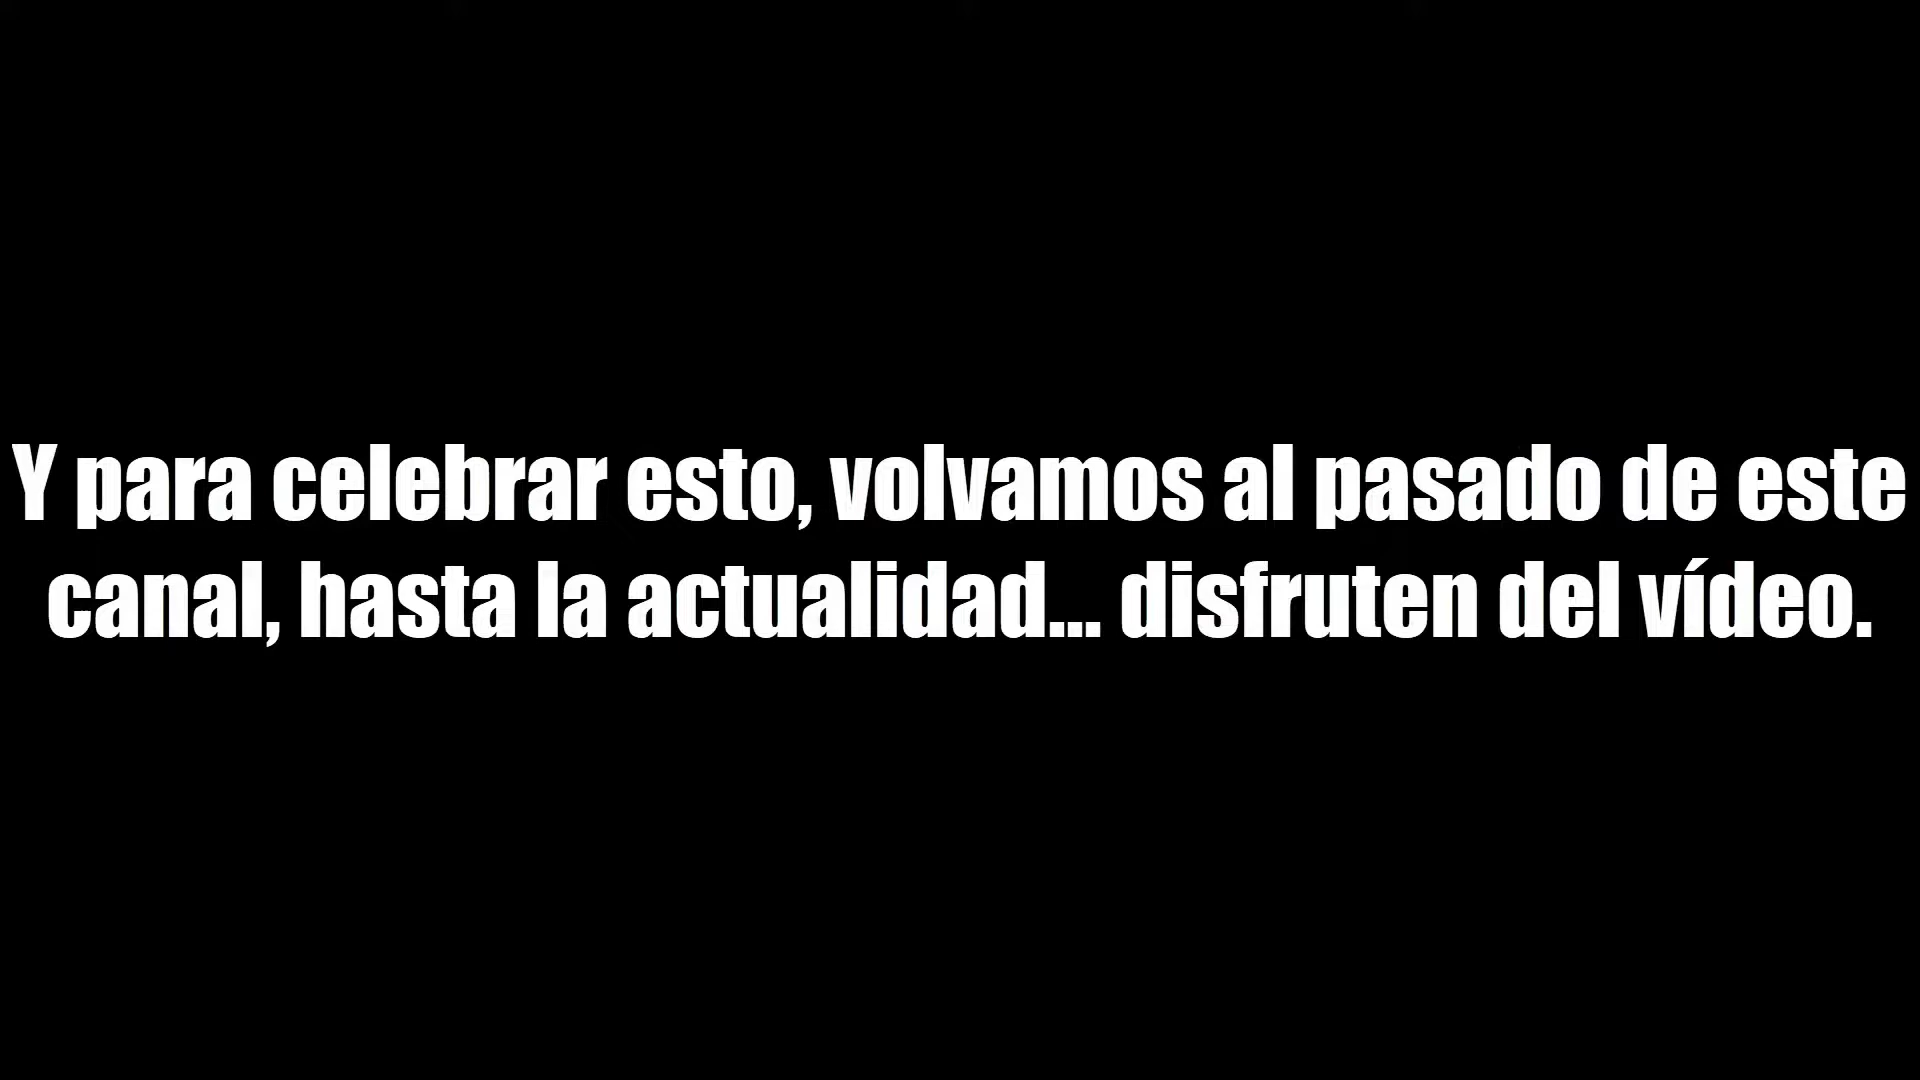 Y para celebrar esto, volvamos al pasado de este
canal, hasta la actualidad... disfruten del vídeo.